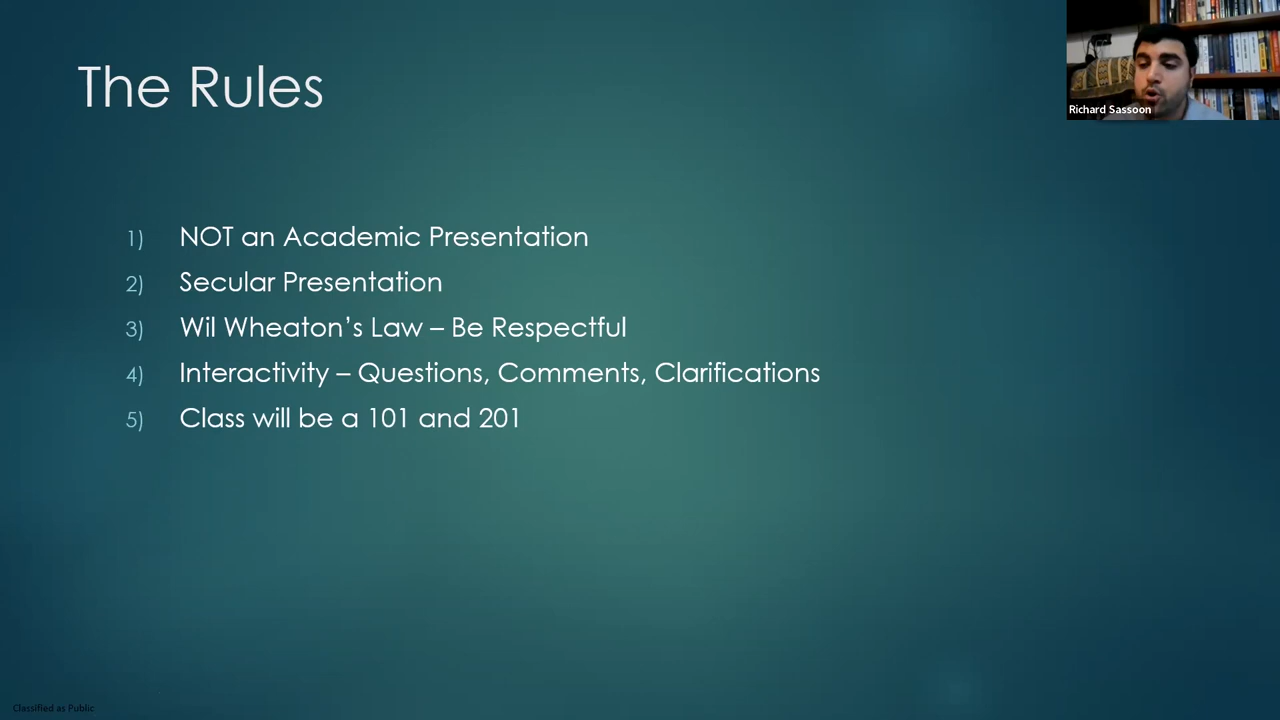 The Rules
Richard Sassoon
1) NOT an Academic Presentation
2) Secular Presentation
3) Wil Wheaton’s Law – Be Respectful
4) Interactivity – Questions, Comments, Clarifications
5) Class will be a 101 and 201
Classified as Public